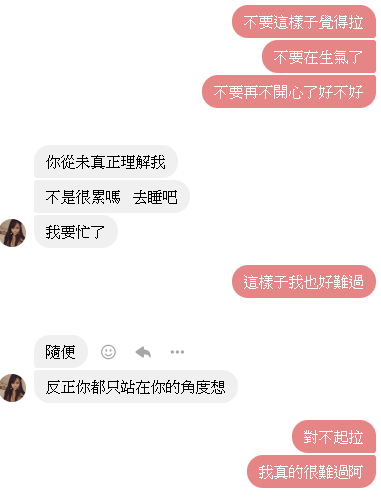 不要這樣子覺得拉
不要在生氣了
不要再不開心了好不好
你從未真正理解我
不是很累嗎 去睡吧
我要忙了
這樣子我也好難過
隨便
反正你都只站在你的角度想
對不起拉
我真的很難過阿